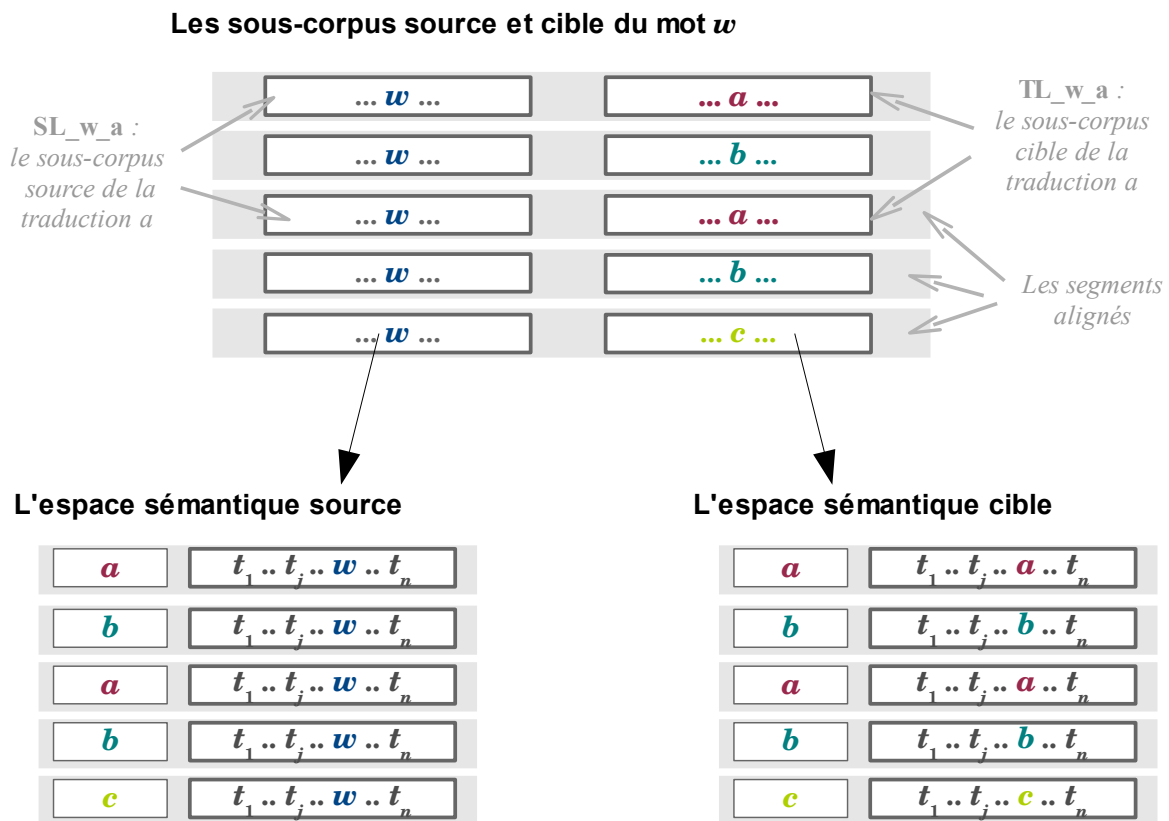 Les sous-corpus source et cible du mot w
SL_w_a :
le sous-corpus
source de la
traduction a
... w ... ... a ...
... w ... ... b ...
... w ... ... a ...
... w ... ... b ...
... w ... ... c ...
TL_w_a :
le sous-corpus
cible de la
traduction a
Les segments
alignés
L'espace sémantique source
a t1 .. tj .. w .. tn
b t1 .. tj .. w .. tn
a t1 .. tj .. w .. tn
b t1 .. tj .. w .. tn
c t1 .. tj .. w .. tn
L'espace sémantique cible
a t1 .. tj .. a .. tn
b t1 .. tj .. b .. tn
a t1 .. tj .. a .. tn
b t1 .. tj .. b .. tn
c t1 .. tj .. c .. tn